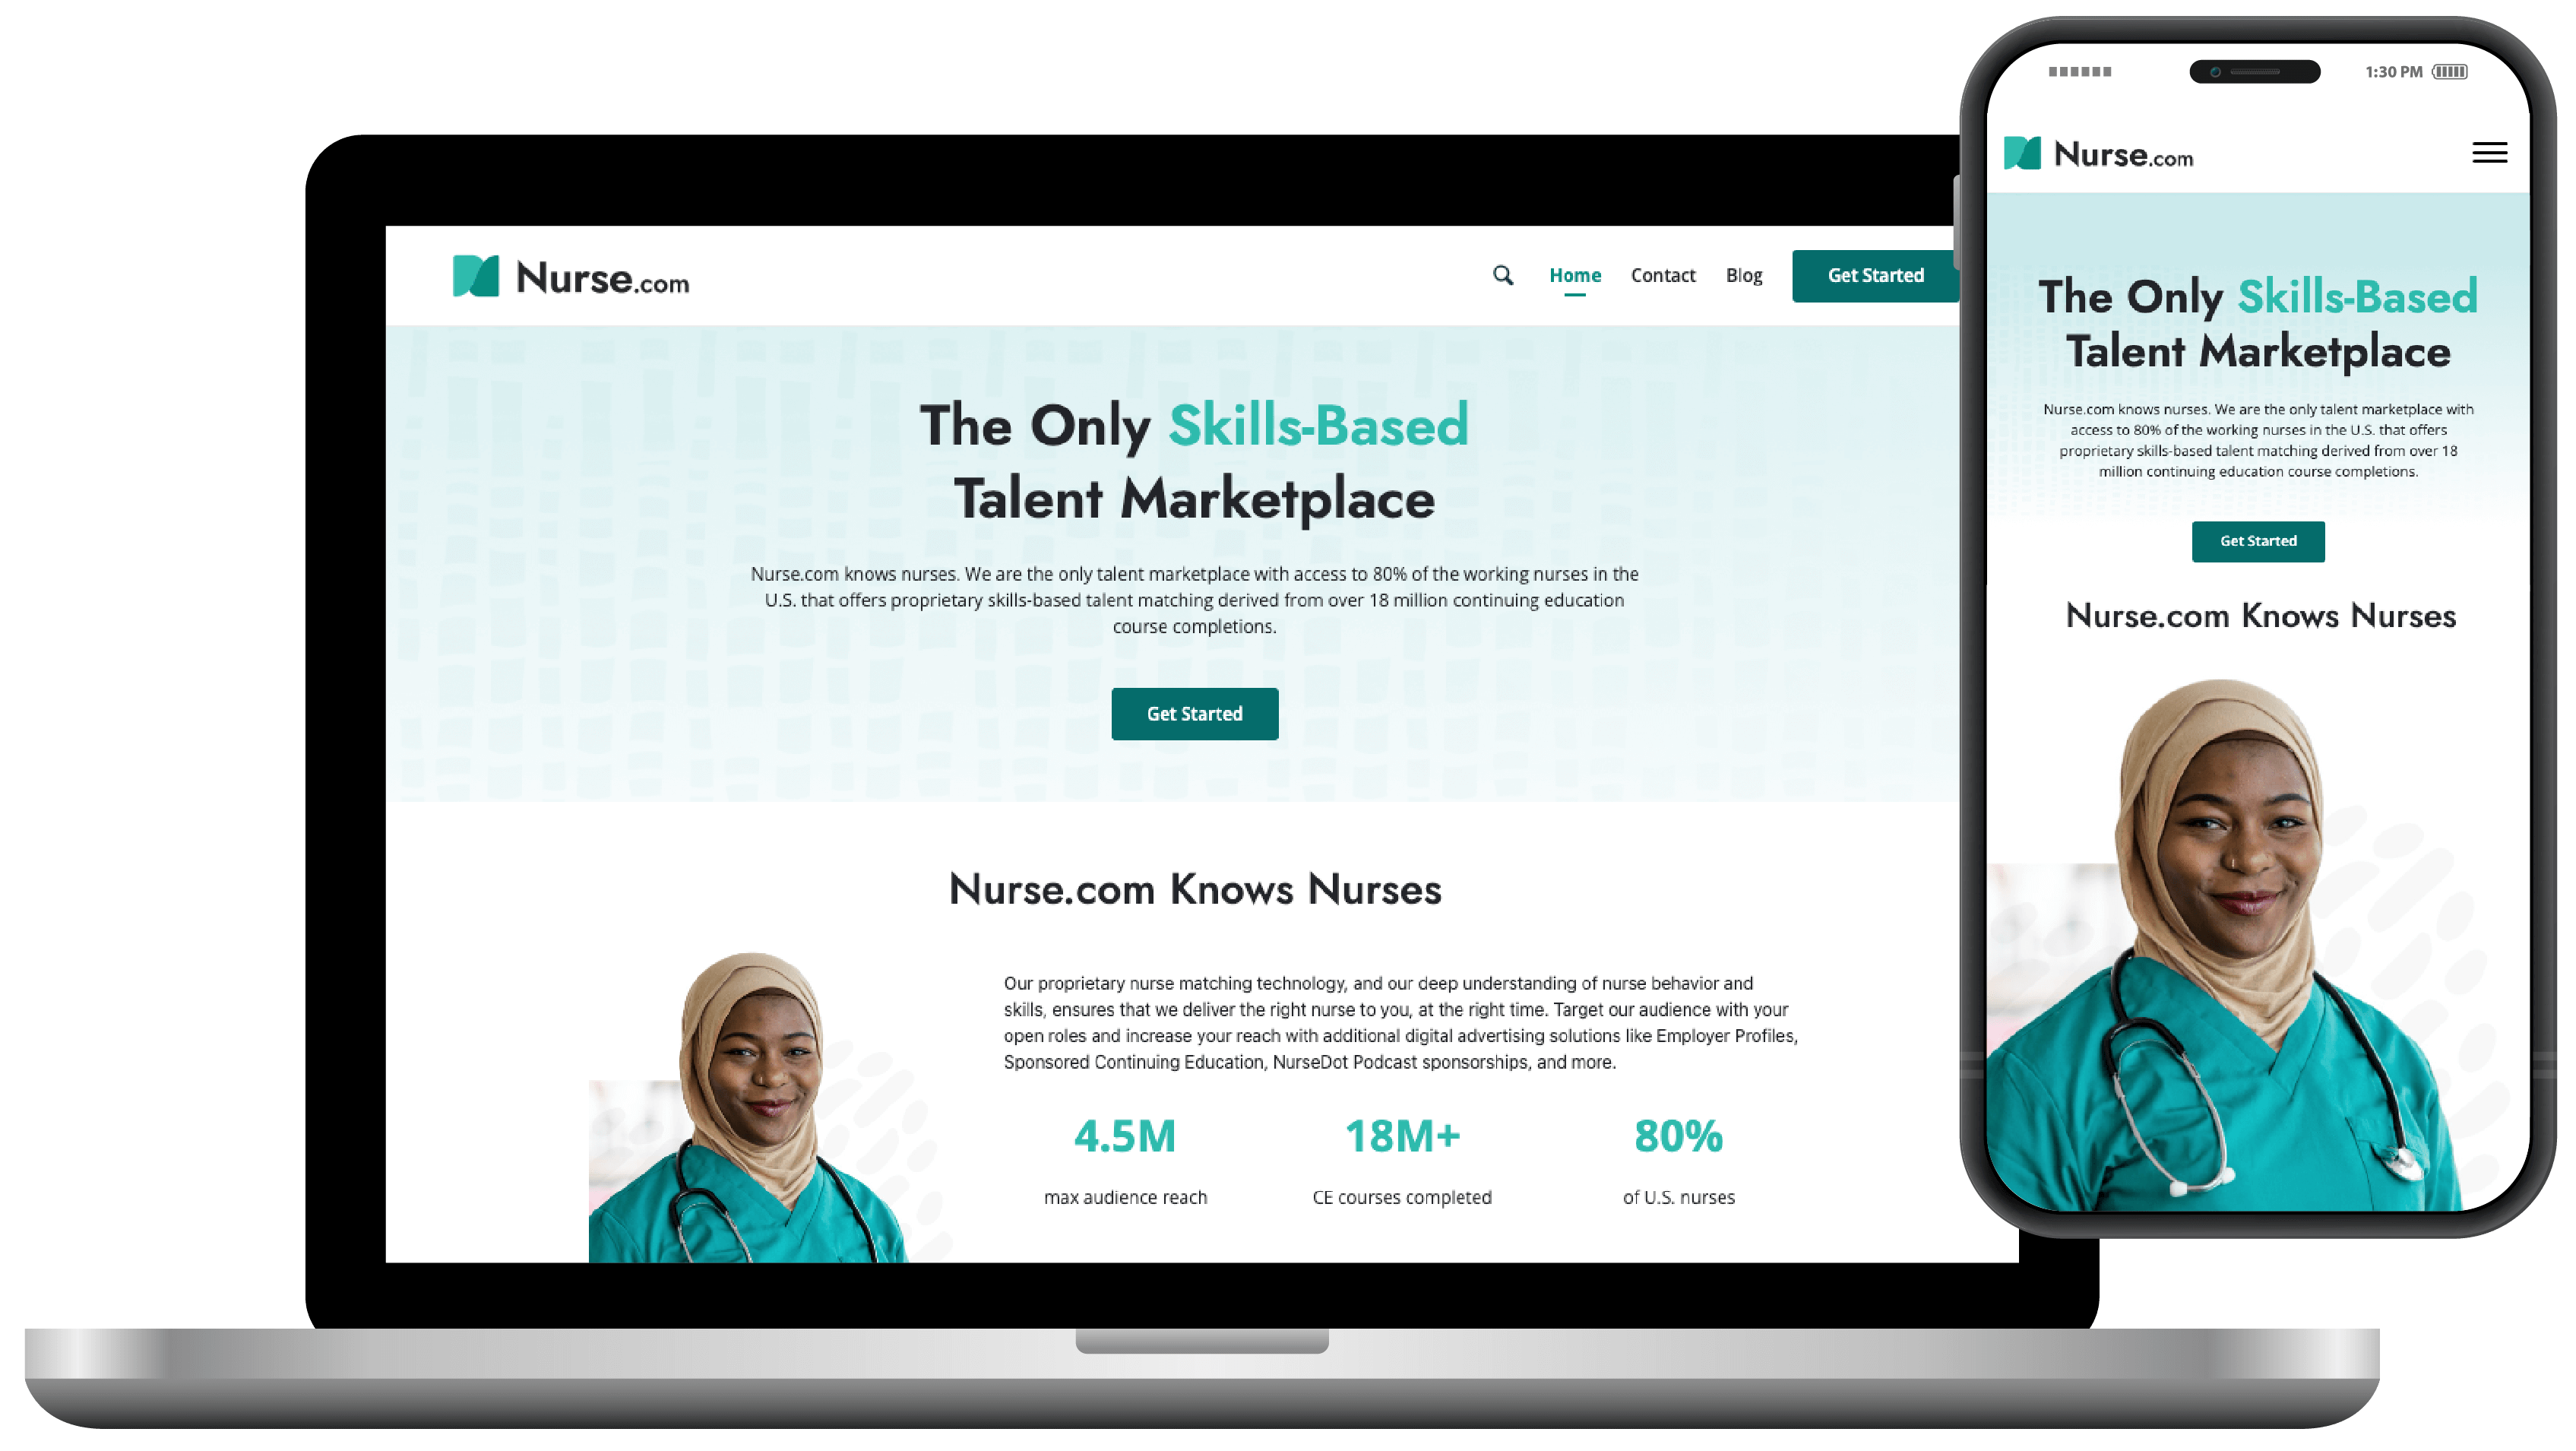 Nurse.com
Home
Contact
Blog
Get Started
The Only Skills-Based
Talent Marketplace
Nurse.com knows nurses. We are the only talent marketplace with access to 80% of the working nurses in the
U.S. that offers proprietary skills-based talent matching derived from over 18 million continuing education
course completions.
Get Started
Nurse.com Knows Nurses
Our proprietary nurse matching technology, and our deep understanding of nurse behavior and
skills, ensures that we deliver the right nurse to you, at the right time. Target our audience with your
open roles and increase your reach with additional digital advertising solutions like Employer Profiles,
Sponsored Continuing Education, NurseDot Podcast sponsorships, and more.
4.5M
max audience reach
18M+
CE courses completed
80%
of U.S. nurses
1:30 PM
Nurse.com
The Only Skills-Based
Talent Marketplace
Nurse.com knows nurses. We are the only talent marketplace with
access to 80% of the working nurses in the U.S. that offers
proprietary skills-based talent matching derived from over 18
million continuing education course completions.
Get Started
Nurse.com Knows Nurses